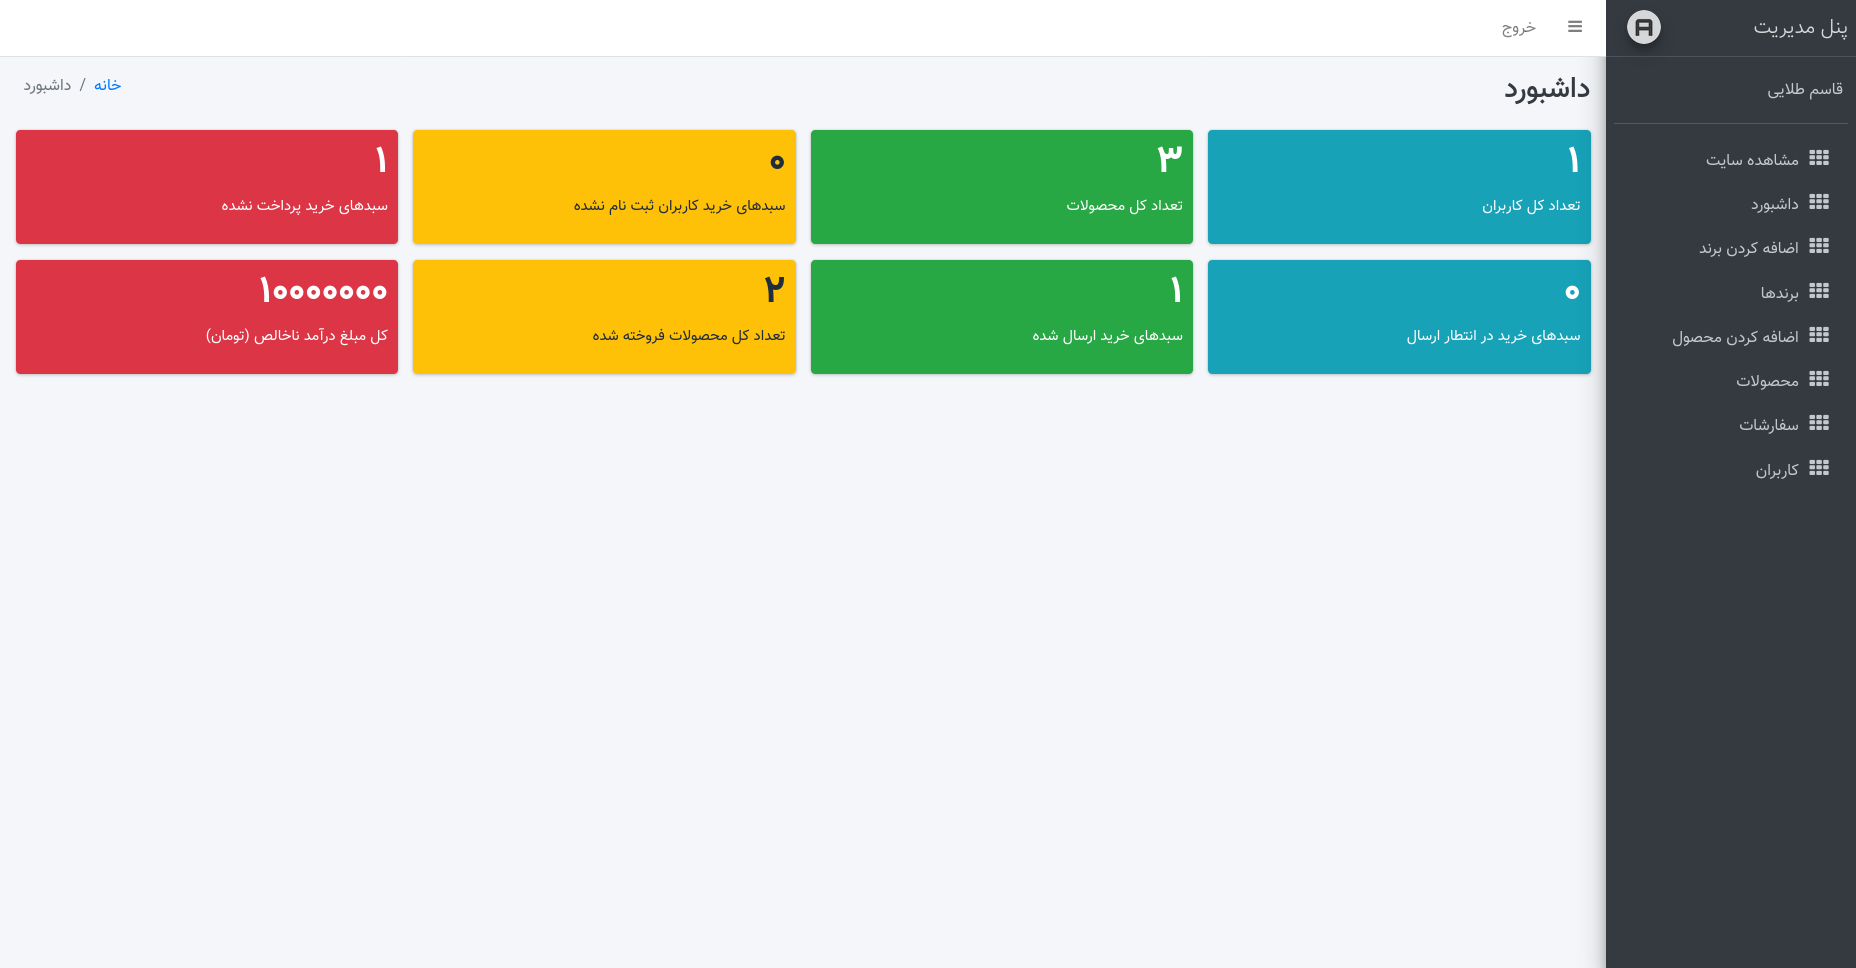 پنل مدیریت
قاسم طلایی
مشاهده سایت
داشبورد
اضافه کردن برند
برندها
اضافه کردن محصول
محصولات
سفارشات
کاربران
خروج
داشبورد
خانه / داشبورد
۱
تعداد کل کاربران
۳
تعداد کل محصولات
۰
سبدهای خرید کاربران ثبت نام نشده
۱
سبدهای خرید پرداخت نشده
۰
سبدهای خرید در انتطار ارسال
۱
سبدهای خرید ارسال شده
۲
تعداد کل محصولات فروخته شده
۱۰۰۰۰۰۰۰
کل مبلغ درآمد ناخالص (تومان)